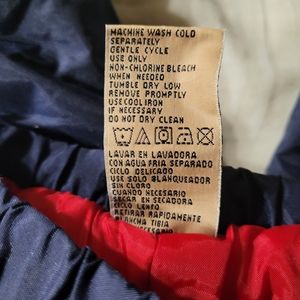 MACHINE WASH COLD
SEPARATELY
GENTLE CYCLE
USE ONLY
NON-CHLORINE BLEACH
WHEN NEEDED
TUMBLE DRY LOW
REMOVE PROMPTLY
USE COOL IRON
IF NECESSARY
DO NOT DRY CLEAN
LAVAR EN LAVADORA
CON AGUA FRIA SEPARADO
CICLO DELICADO
USE SOLO BLANQUEADOR
SIN CLORO
CUANDO NECESARIO
SECAR EN SECADORA
CICLO LENTO
RETIRAR RAPIDAMENTE
PLANCHA TIBIA